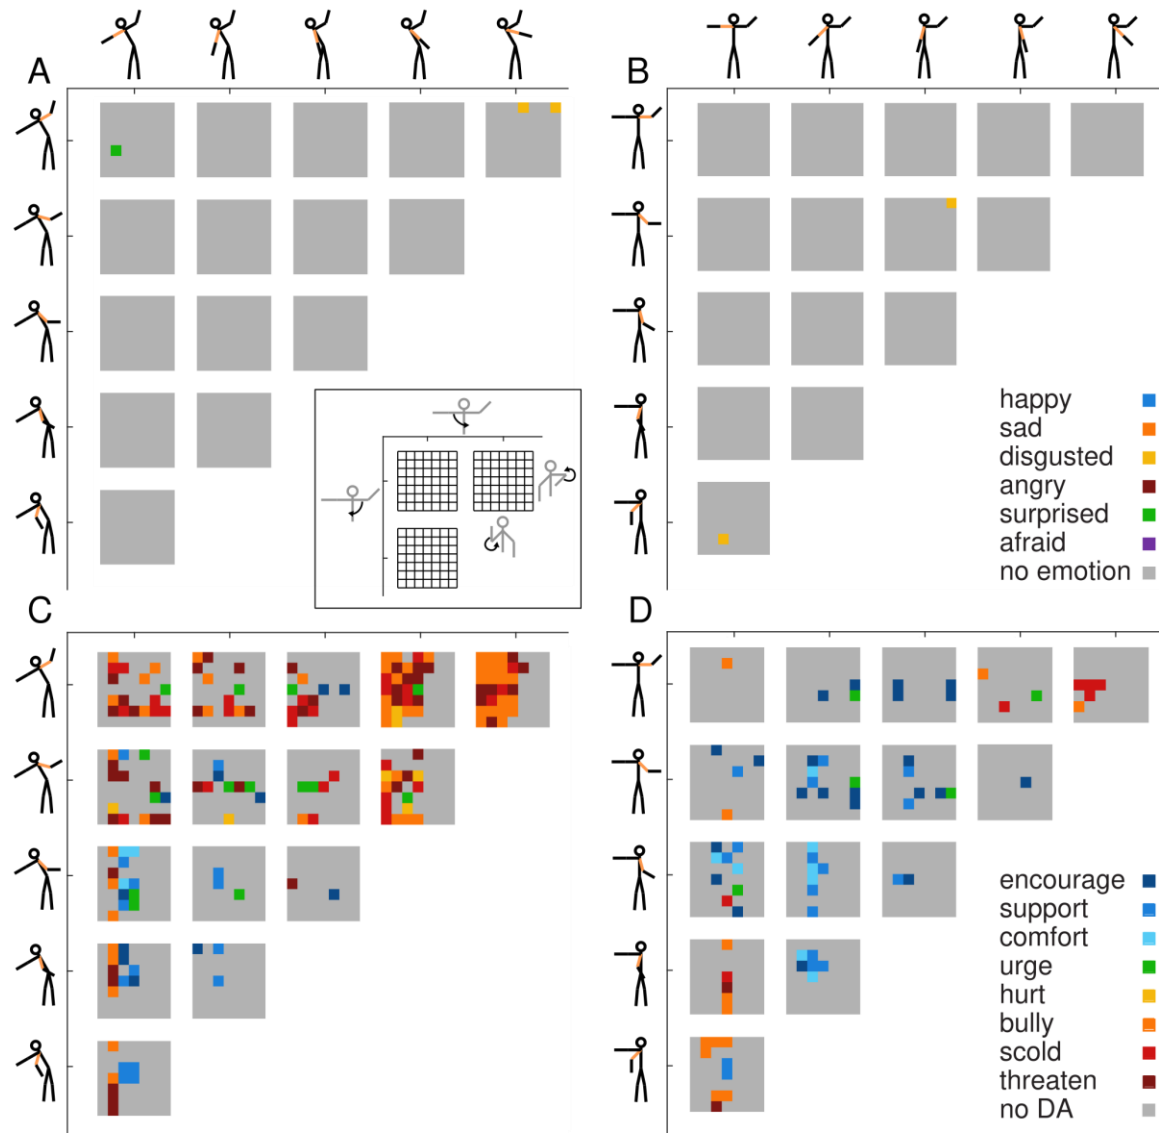 A
B
happy
sad
disgusted
angry
surprised
afraid
no emotion
C
D
encourage
support
comfort
urge
hurt
bully
scold
threaten
no DA